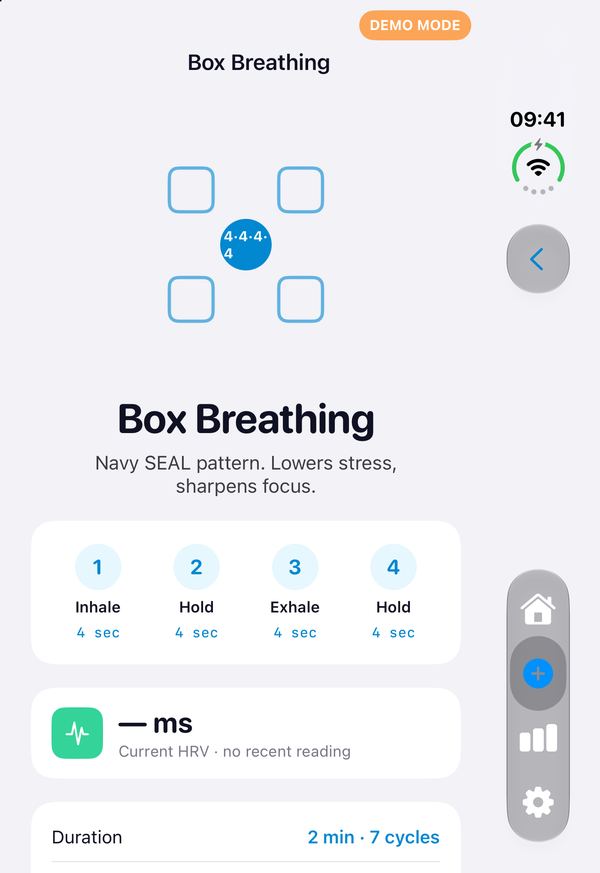 DEMO MODE
Box Breathing
09:41
4·4·4·
4
Box Breathing
Navy SEAL pattern. Lowers stress,
sharpens focus.
1 2 3 4
Inhale Hold Exhale Hold
4 sec 4 sec 4 sec 4 sec
— ms
Current HRV · no recent reading
Duration 2 min · 7 cycles